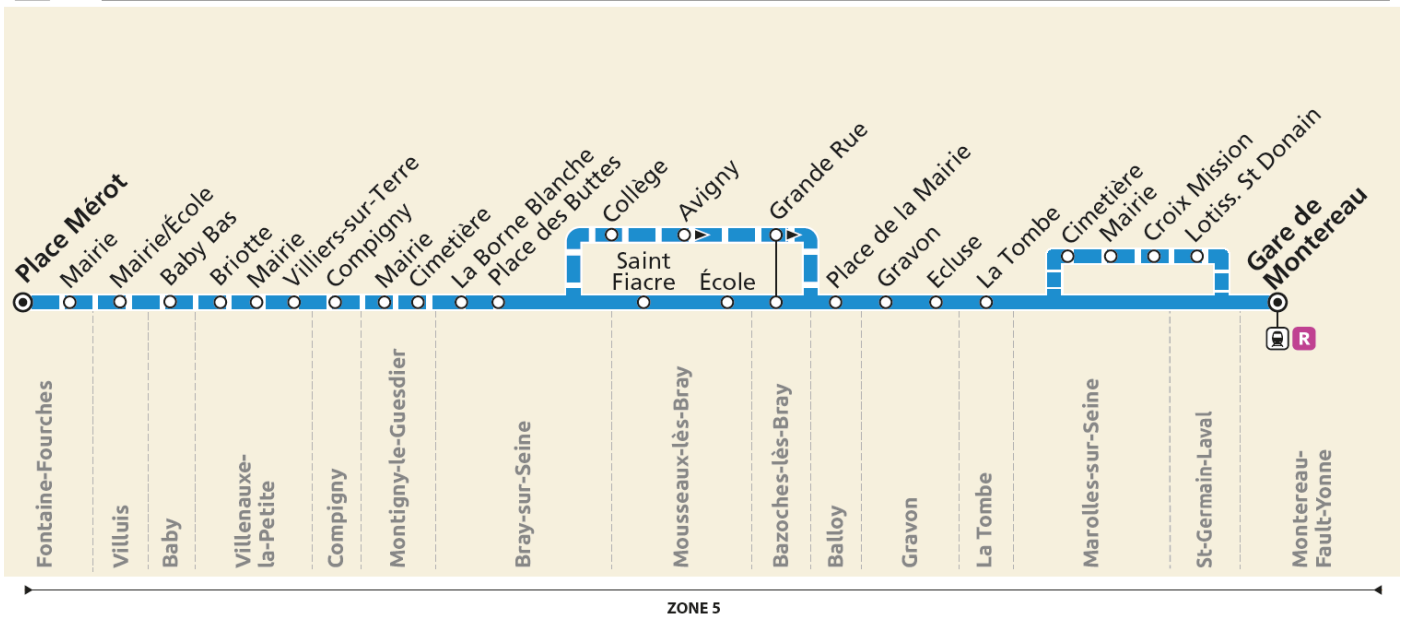 Place Mérot
Mairie
Mairie/École
Baby Bas
Briotte
Mairie
Villiers-sur-Terre
Compigny
Mairie
Cimetière
La Borne Blanche
Place des Buttes
Collège
Avigny
Grande Rue
Saint
Fiacre
École
Place de la Mairie
Gravon
Ecluse
La Tombe
Cimetière
Mairie
Croix Mission
Lotiss. St Donain
Gare de
Montereau
R
Fontaine-Fourches
Villuis
Baby
Villenauxe-
la-Petite
Compigny
Montigny-le-Guesdier
Bray-sur-Seine
Mousseaux-lès-Bray
Bazoches-lès-Bray
Balloy
Gravon
La Tombe
Marolles-sur-Seine
St-Germain-Laval
Montereau-
Fault-Yonne
ZONE 5